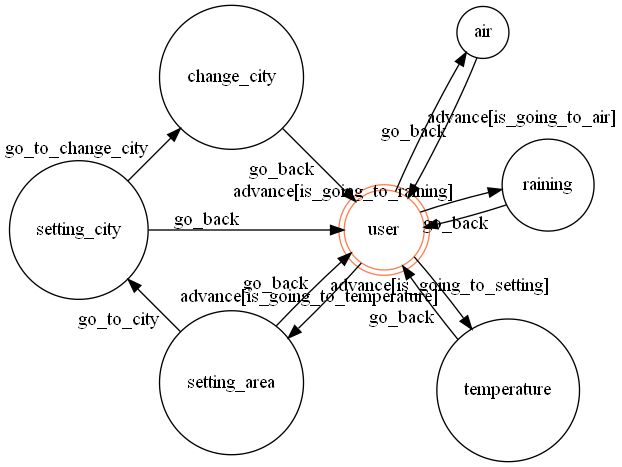 air
change_city
advance[is_going_to_air]
go_back
go_to_change_city
go_back
advance[is_going_to_raining]
raining
setting_city
go_back
user
go_back
go_back
advance[is_going_to_setting]
advance[is_going_to_temperature]
go_to_city
go_back
setting_area
temperature